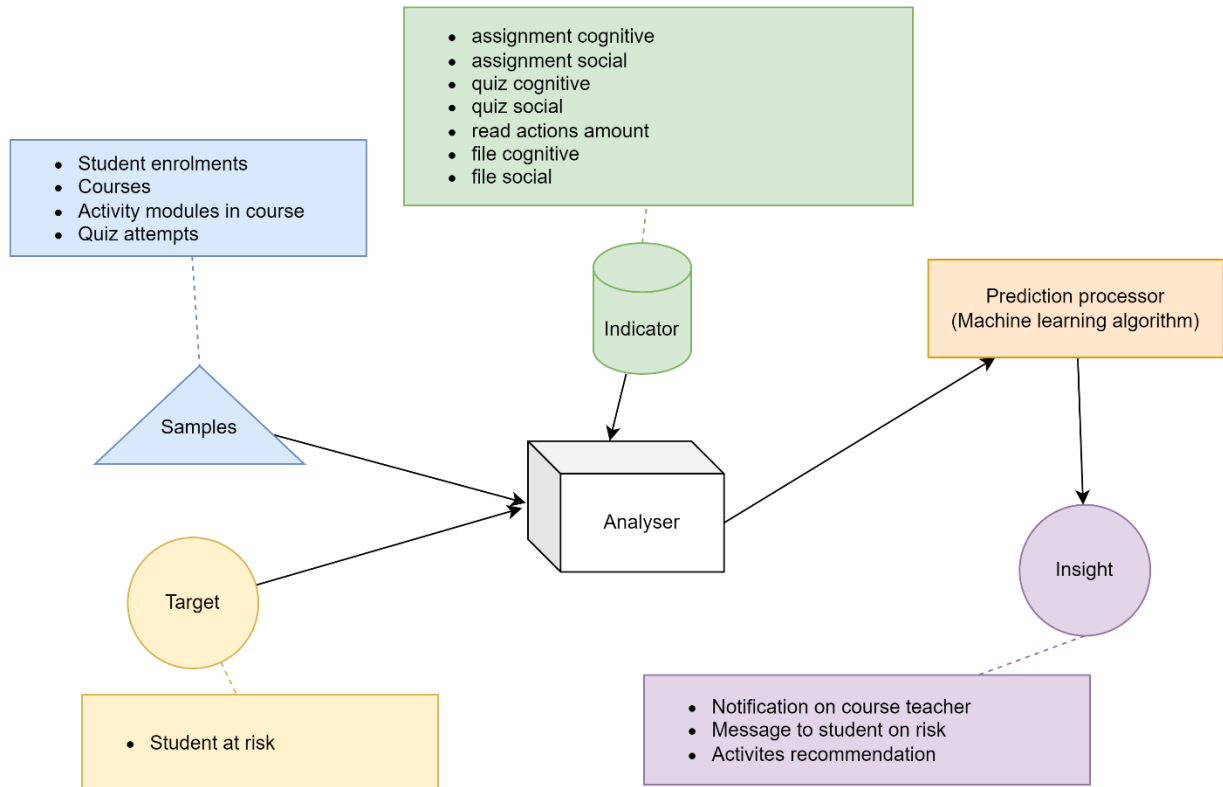 • assignment cognitive
• assignment social
• quiz cognitive
• quiz social
• read actions amount
• file cognitive
• file social
• Student enrolments
• Courses
• Activity modules in course
• Quiz attempts
Indicator
Prediction processor
(Machine learning algorithm)
Samples
Analyser
Insight
Target
• Student at risk
• Notification on course teacher
• Message to student on risk
• Activites recommendation